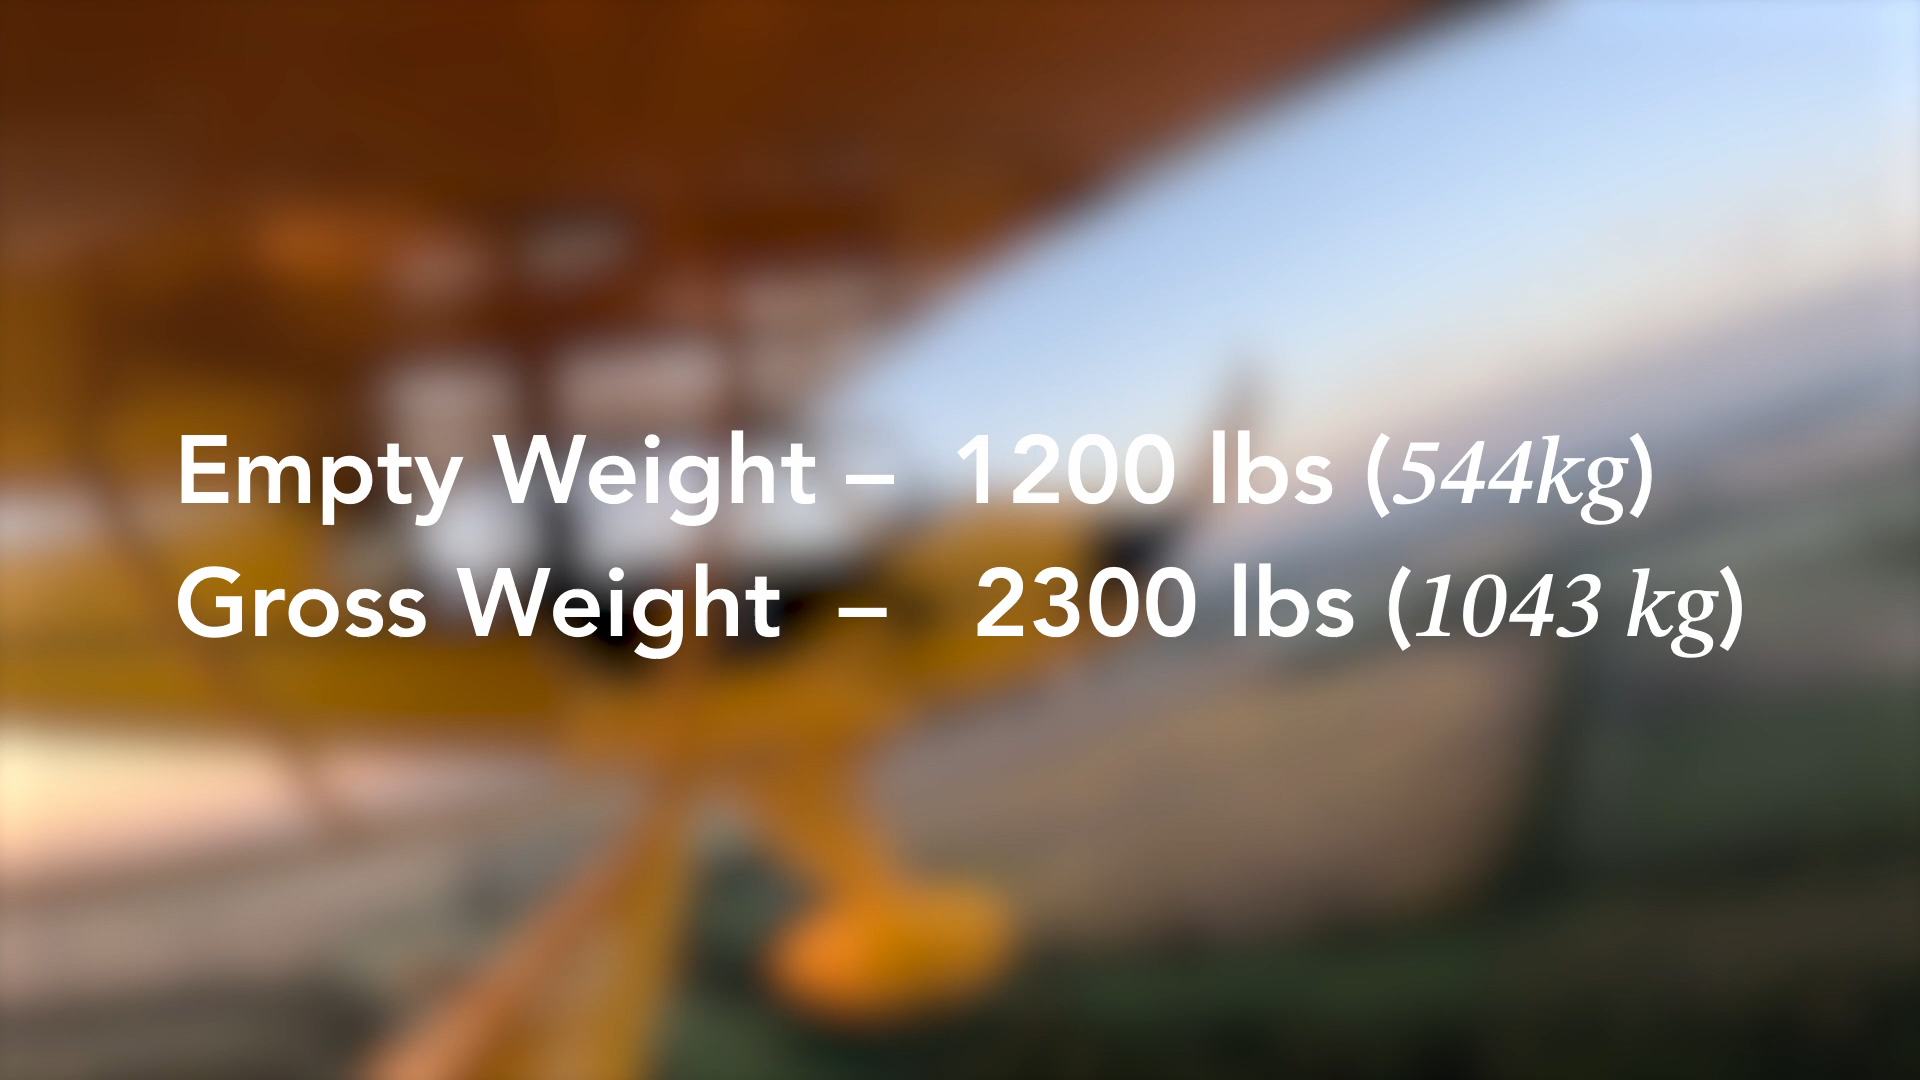 Empty Weight – 1200 lbs (544kg)
Gross Weight – 2300 lbs (1043 kg)